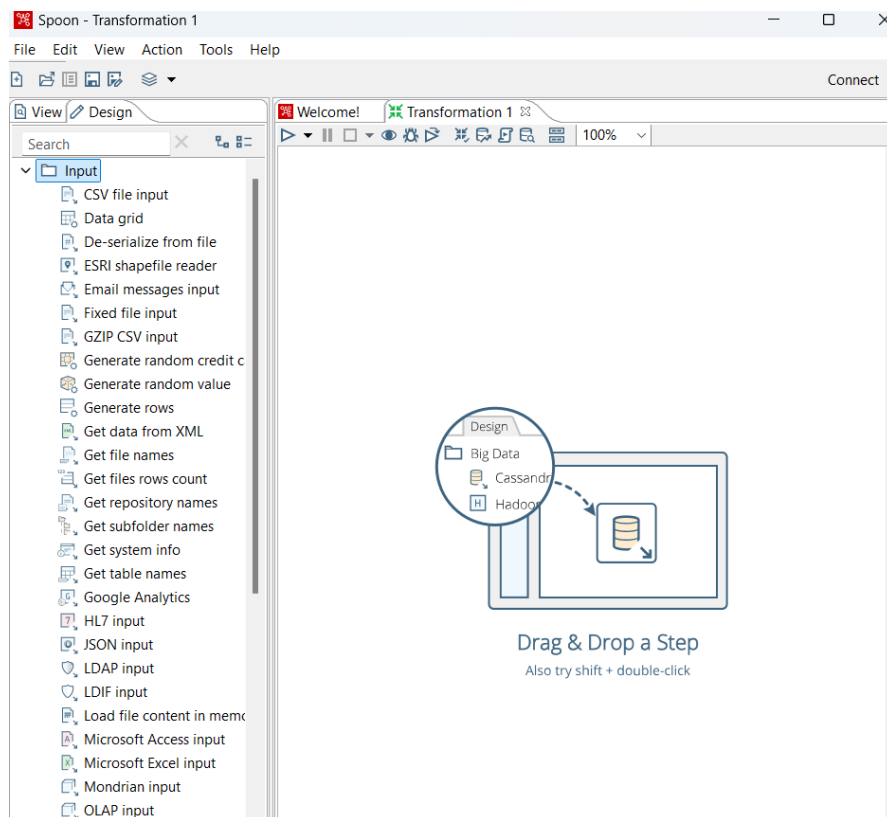 Spoon - Transformation 1
File Edit View Action Tools Help
Connect
View Design
Welcome! Transformation 1
Search
100%
Input
CSV file input
Data grid
De-serialize from file
ESRI shapefile reader
Email messages input
Fixed file input
GZIP CSV input
Generate random credit c
Generate random value
Generate rows
Get data from XML
Get file names
Get files rows count
Get repository names
Get subfolder names
Get system info
Get table names
Google Analytics
HL7 input
JSON input
LDAP input
LDIF input
Load file content in memo
Microsoft Access input
Microsoft Excel input
Mondrian input
OLAP input
Design
Big Data
Cassandr
H Hadoop
Drag & Drop a Step
Also try shift + double-click